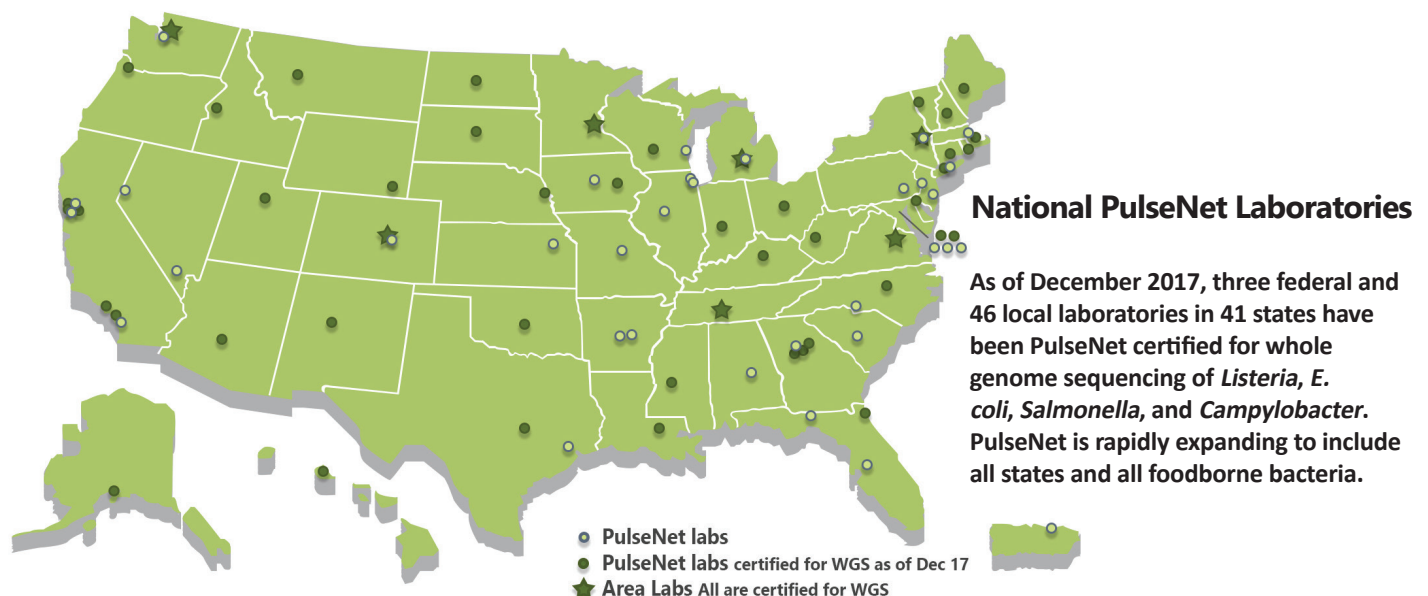 National PulseNet Laboratories
As of December 2017, three federal and
46 local laboratories in 41 states have
been PulseNet certified for whole
genome sequencing of Listeria, E.
coli, Salmonella, and Campylobacter.
PulseNet is rapidly expanding to include
all states and all foodborne bacteria.
PulseNet labs
PulseNet labs certified for WGS as of Dec 17
Area Labs All are certified for WGS